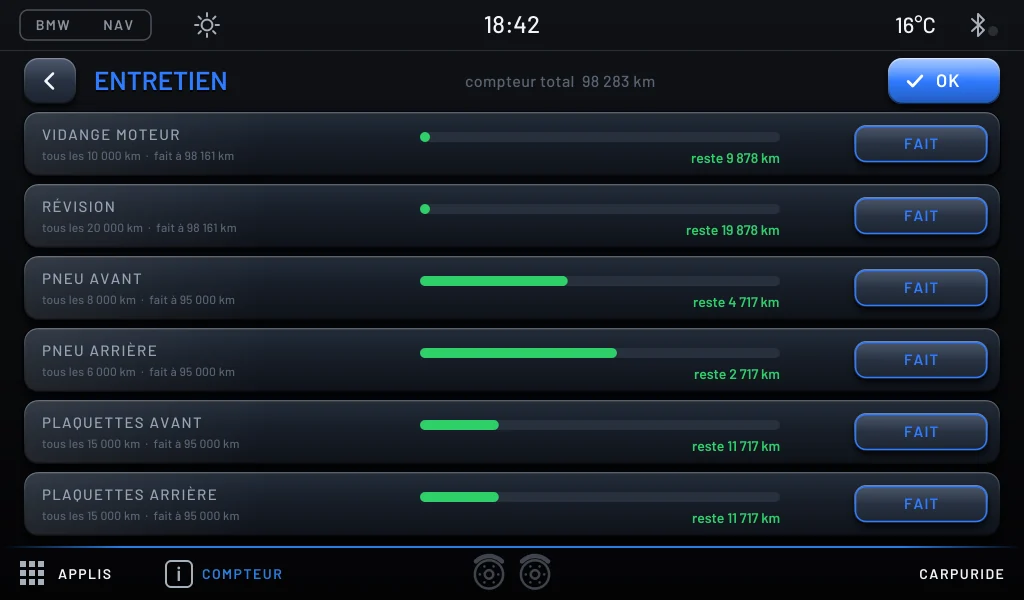 BMW NAV 18:42 16°C
ENTRETIEN compteur total 98 283 km OK
VIDANGE MOTEUR
tous les 10 000 km · fait à 98 161 km
reste 9 878 km
FAIT
RÉVISION
tous les 20 000 km · fait à 98 161 km
reste 19 878 km
FAIT
PNEU AVANT
tous les 8 000 km · fait à 95 000 km
reste 4 717 km
FAIT
PNEU ARRIÈRE
tous les 6 000 km · fait à 95 000 km
reste 2 717 km
FAIT
PLAQUETTES AVANT
tous les 15 000 km · fait à 95 000 km
reste 11 717 km
FAIT
PLAQUETTES ARRIÈRE
tous les 15 000 km · fait à 95 000 km
reste 11 717 km
FAIT
APPLIS i COMPTEUR CARPURIDE